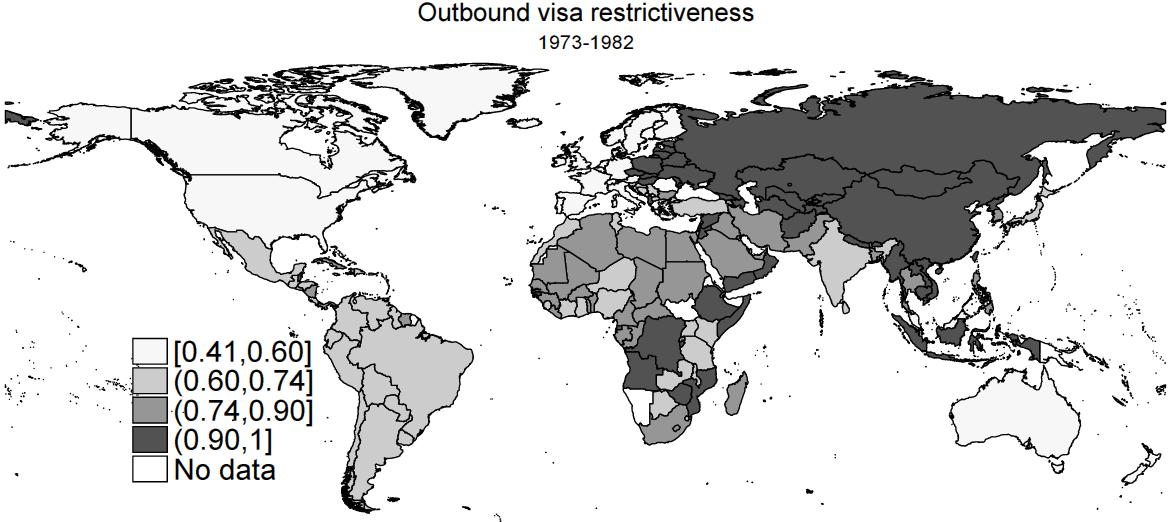 Outbound visa restrictiveness
1973-1982
[0.41,0.60]
(0.60,0.74]
(0.74,0.90]
(0.90,1]
No data